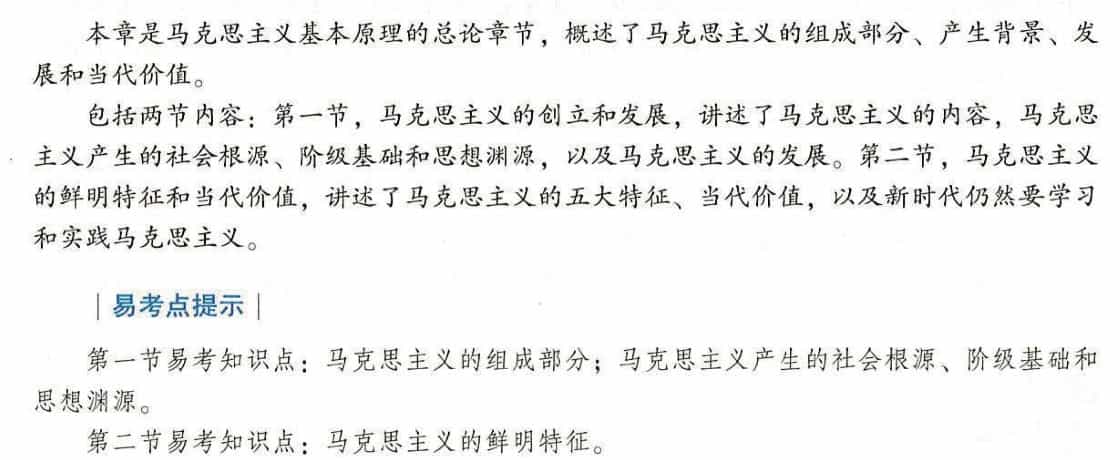 本章是马克思主义基本原理的总论章节，概述了马克思主义的组成部分、产生背景、发
展和当代价值。
包括两节内容：第一节，马克思主义的创立和发展，讲述了马克思主义的内容，马克思
主义产生的社会根源、阶级基础和思想渊源，以及马克思主义的发展。第二节，马克思主义
的鲜明特征和当代价值，讲述了马克思主义的五大特征、当代价值，以及新时代仍然要学习
和实践马克思主义。
|易考点提示|
第一节易考知识点：马克思主义的组成部分；马克思主义产生的社会根源、阶级基础和
思想渊源。
第二节易考知识点：马克思主义的鲜明特征。